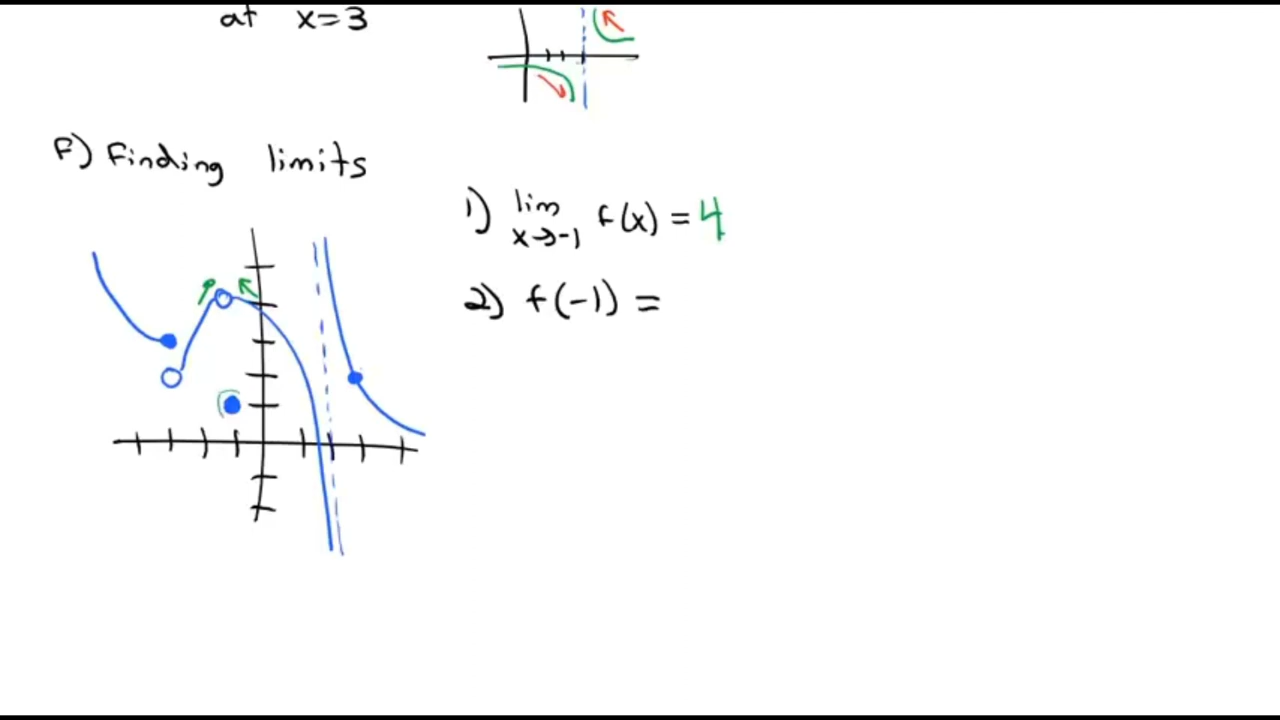 at x=3
F) Finding limits
1) lim x→-1 f(x) = 4
2) f(-1) =